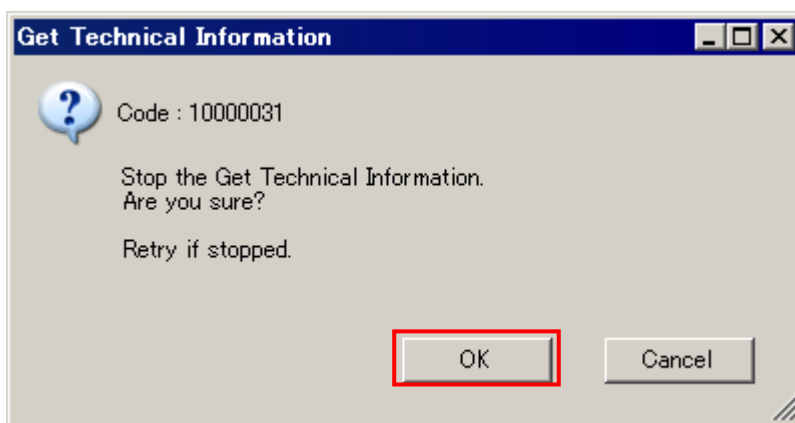 Get Technical Information
Code : 10000031
Stop the Get Technical Information.
Are you sure?
Retry if stopped.
OK Cancel